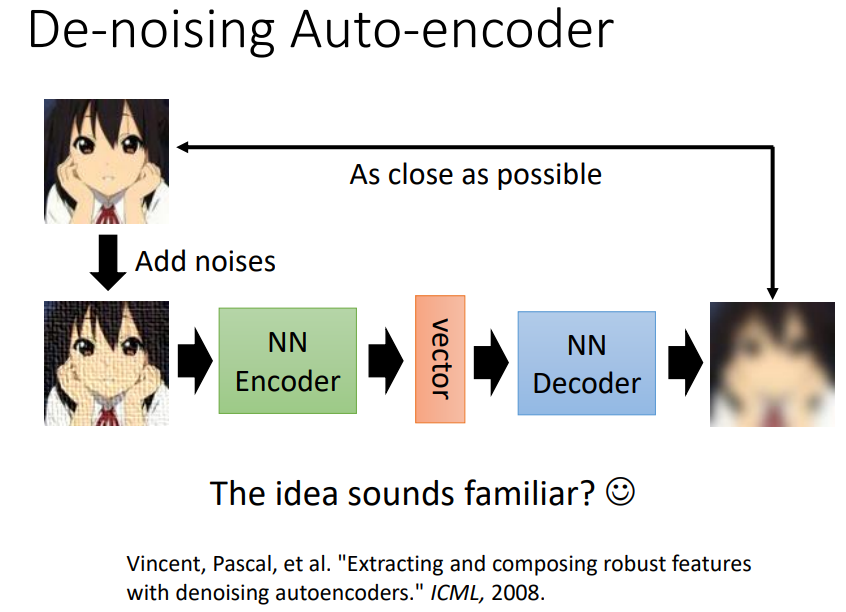 De-noising Auto-encoder
As close as possible
Add noises
NN
Encoder
vector
NN
Decoder
The idea sounds familiar? ☺
Vincent, Pascal, et al. "Extracting and composing robust features
with denoising autoencoders." ICML, 2008.